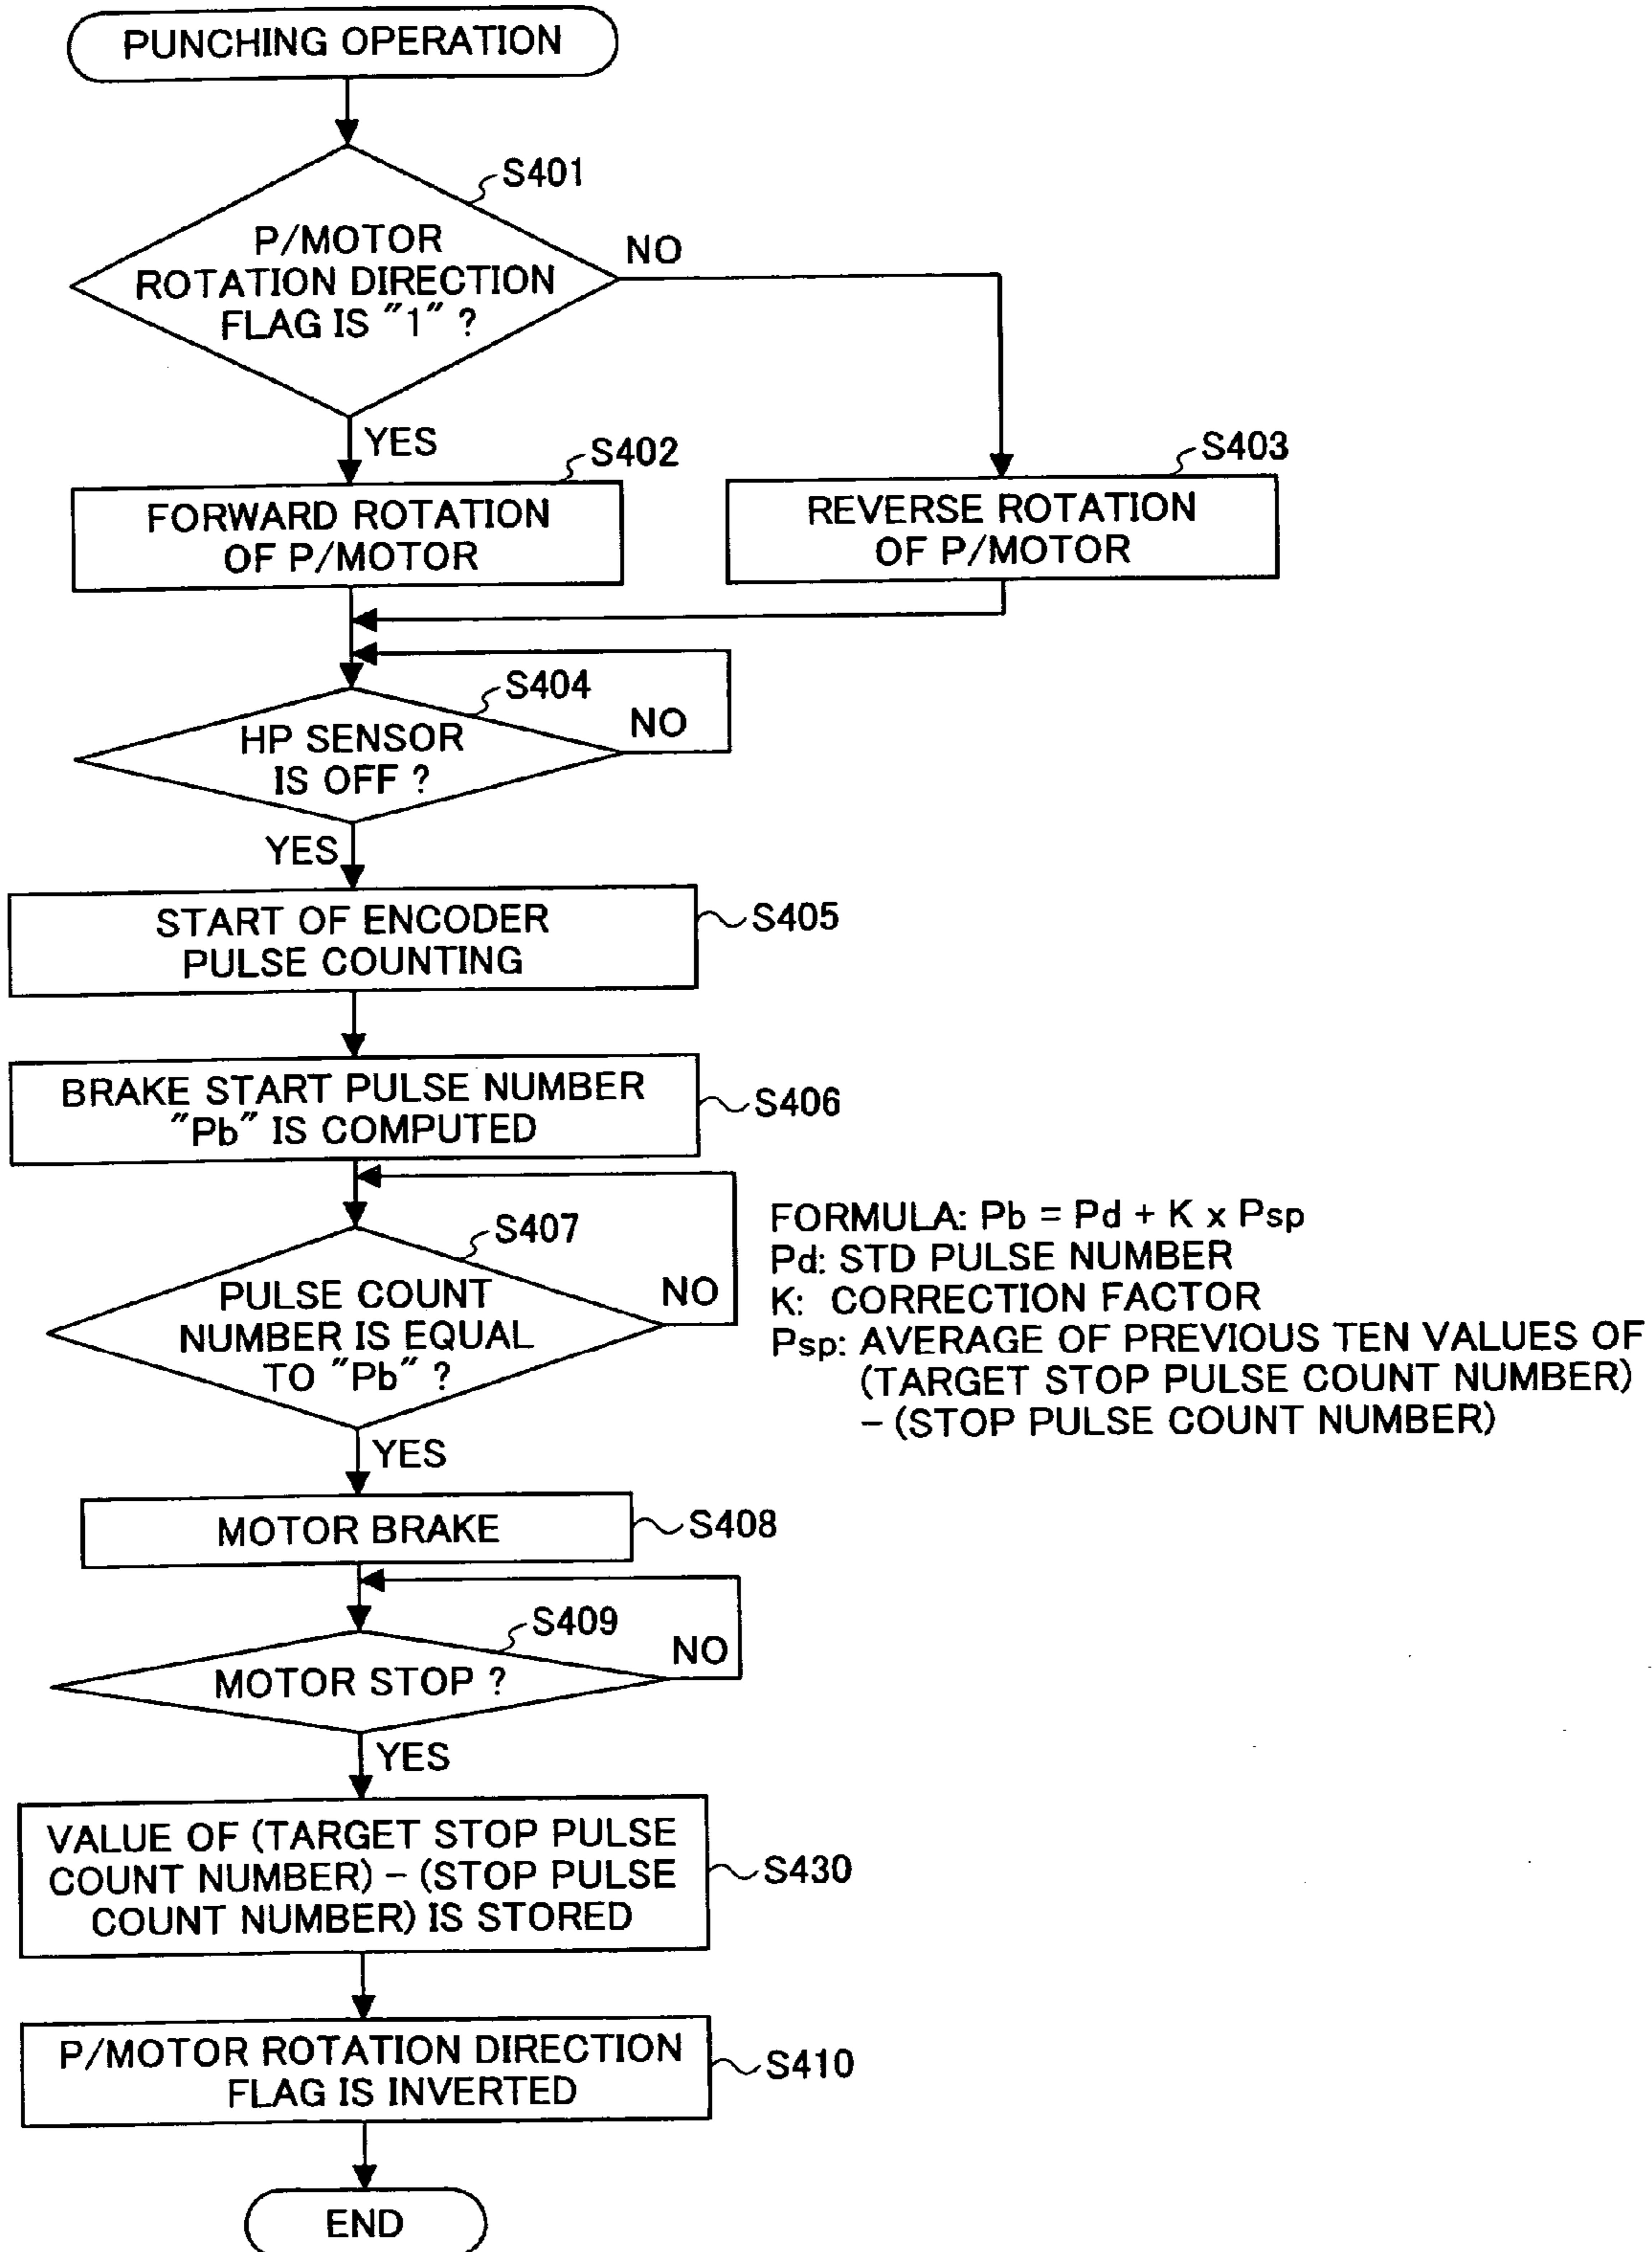 PUNCHING OPERATION
S401
P/MOTOR
ROTATION DIRECTION
FLAG IS "1" ?
NO
YES
S402
FORWARD ROTATION
OF P/MOTOR
S403
REVERSE ROTATION
OF P/MOTOR
S404
HP SENSOR
IS OFF ?
NO
YES
START OF ENCODER
PULSE COUNTING
S405
BRAKE START PULSE NUMBER
"Pb" IS COMPUTED
S406
S407
PULSE COUNT
NUMBER IS EQUAL
TO "Pb" ?
NO
YES
FORMULA: Pb = Pd + K x Psp
Pd: STD PULSE NUMBER
K: CORRECTION FACTOR
Psp: AVERAGE OF PREVIOUS TEN VALUES OF
(TARGET STOP PULSE COUNT NUMBER)
- (STOP PULSE COUNT NUMBER)
MOTOR BRAKE
S408
S409
MOTOR STOP ?
NO
YES
VALUE OF (TARGET STOP PULSE
COUNT NUMBER) - (STOP PULSE
COUNT NUMBER) IS STORED
S430
P/MOTOR ROTATION DIRECTION
FLAG IS INVERTED
S410
END